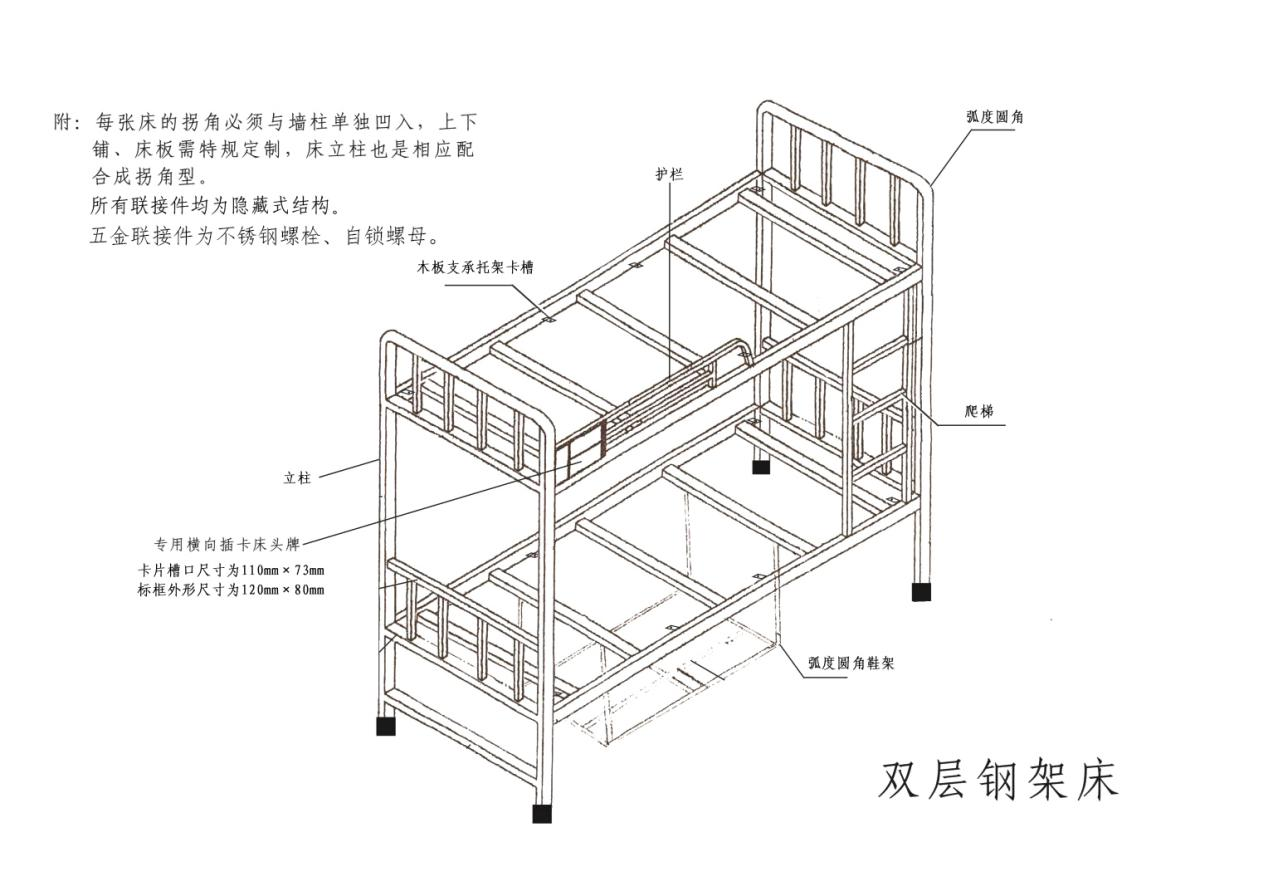 附：每张床的拐角必须与墙柱单独凹入，上下
铺、床板需特规定制，床立柱也是相应配
合成拐角型。
所有联接件均为隐藏式结构。
五金联接件为不锈钢螺栓、自锁螺母。
弧度圆角
护栏
木板支承托架卡槽
爬梯
立柱
专用横向插卡床头牌
卡片槽口尺寸为110mm×73mm
标框外形尺寸为120mm×80mm
弧度圆角鞋架
双层钢架床